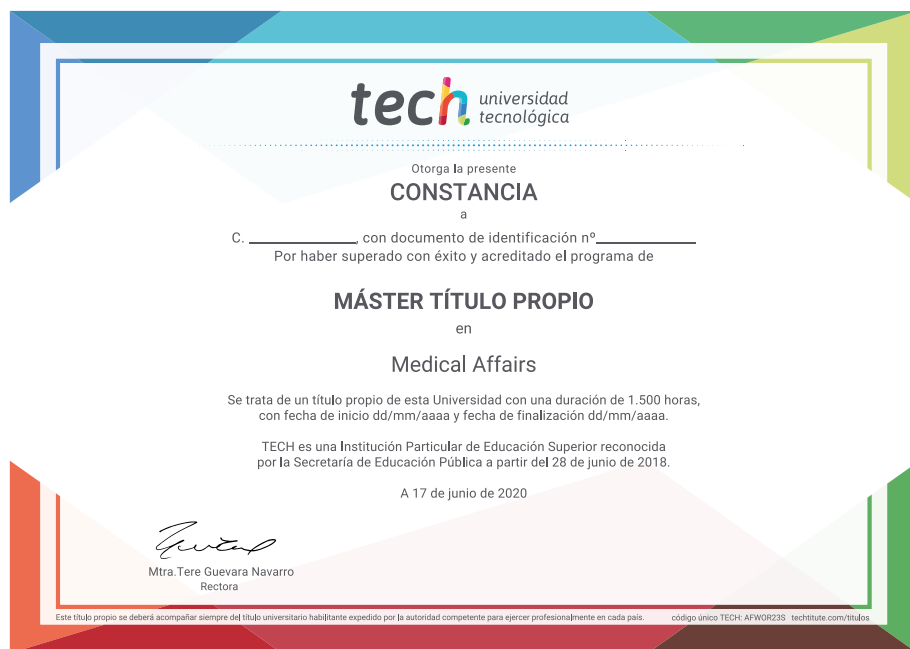 tech universidad
tecnológica
Otorga la presente
CONSTANCIA
a
C. ____________, con documento de identificación nº____________
Por haber superado con éxito y acreditado el programa de
MÁSTER TÍTULO PROPIO
en
Medical Affairs
Se trata de un título propio de esta Universidad con una duración de 1.500 horas,
con fecha de inicio dd/mm/aaaa y fecha de finalización dd/mm/aaaa.
TECH es una Institución Particular de Educación Superior reconocida
por la Secretaría de Educación Pública a partir del 28 de junio de 2018.
A 17 de junio de 2020
Mtra.Tere Guevara Navarro
Rectora
Este título propio se deberá acompañar siempre del título universitario habilitante expedido por la autoridad competente para ejercer profesionalmente en cada país. código único TECH: AFWOR23S techtitute.com/titulos